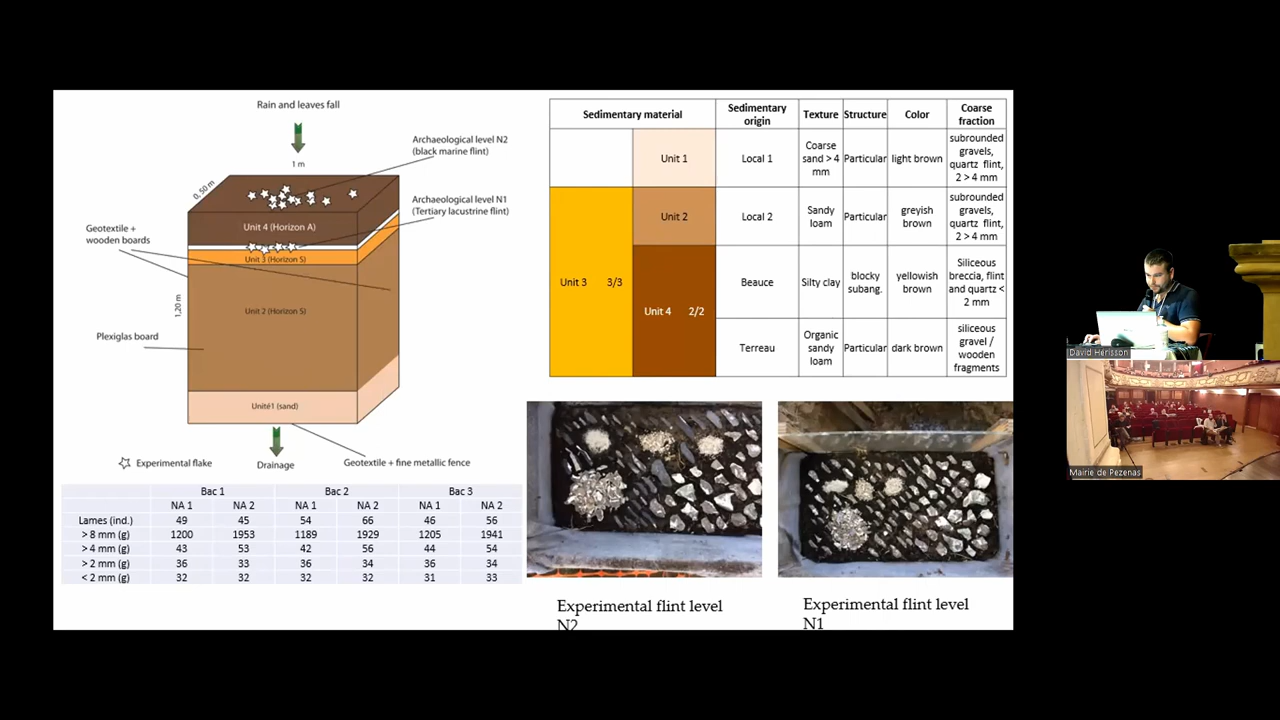 Rain and leaves fall
Archaeological level N2
(black marine flint)
1 m
0, 50 m
Archaeological level N1
(Tertiary lacustrine flint)
Geotextile +
wooden boards
Unit 4 (Horizon A)
Unit 3 (Horizon S)
1,20 m
Unit 2 (Horizon S)
Plexiglas board
Unité1 (sand)
Experimental flake
Drainage
Geotextile + fine metallic fence
Bac 1 Bac 2 Bac 3
NA 1 NA 2 NA 1 NA 2 NA 1 NA 2
Lames (ind.) 49 45 54 66 46 56
> 8 mm (g) 1200 1953 1189 1929 1205 1941
> 4 mm (g) 43 53 42 56 44 54
> 2 mm (g) 36 33 36 34 36 34
< 2 mm (g) 32 32 32 32 31 33
Sedimentary material
Sedimentary
origin
Texture
Structure
Color
Coarse
fraction
Unit 1
Local 1
Coarse
sand > 4
mm
Particular
light brown
subrounded
gravels,
quartz flint,
2 > 4 mm
Unit 2
Local 2
Sandy
loam
Particular
greyish
brown
subrounded
gravels,
quartz flint,
2 > 4 mm
Unit 3 3/3
Unit 4 2/2
Beauce
Silty clay
blocky
subang.
yellowish
brown
Siliceous
breccia, flint
and quartz <
2 mm
Terreau
Organic
sandy
loam
Particular
dark brown
siliceous
gravel /
wooden
fragments
Experimental flint level
N2
Experimental flint level
N1
David Hérisson
Mairie de Pezenas